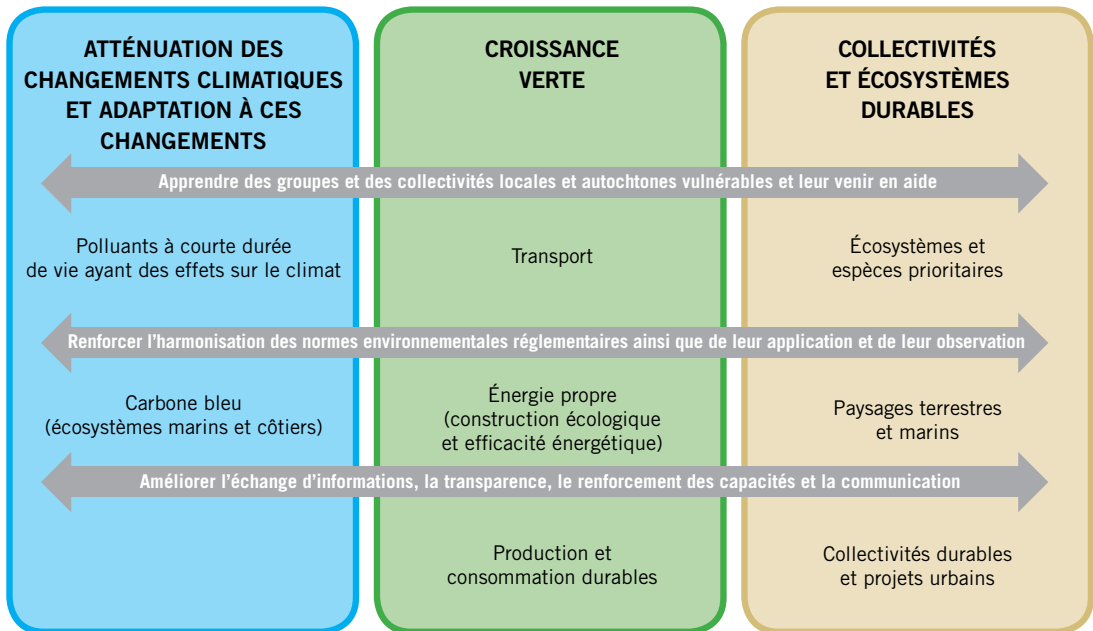 ATTÉNUATION DES
CHANGEMENTS CLIMATIQUES
ET ADAPTATION À CES
CHANGEMENTS
CROISSANCE
VERTE
COLLECTIVITÉS
ET ÉCOSYSTÈMES
DURABLES
Apprendre des groupes et des collectivités locales et autochtones vulnérables et leur venir en aide
Polluants à courte durée
de vie ayant des effets sur le climat
Transport
Écosystèmes et
espèces prioritaires
Renforcer l'harmonisation des normes environnementales réglementaires ainsi que de leur application et de leur observation
Carbone bleu
(écosystèmes marins et côtiers)
Énergie propre
(construction écologique
et efficacité énergétique)
Paysages terrestres
et marins
Améliorer l'échange d'informations, la transparence, le renforcement des capacités et la communication
Production et
consommation durables
Collectivités durables
et projets urbains